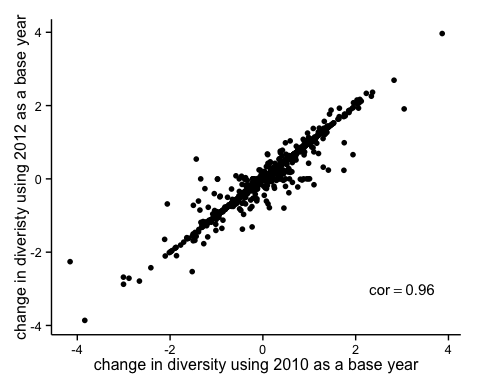 change in diveristy using 2012 as a base year
4
2
0
-2
-4
cor = 0.96
-4 -2 0 2 4
change in diversity using 2010 as a base year